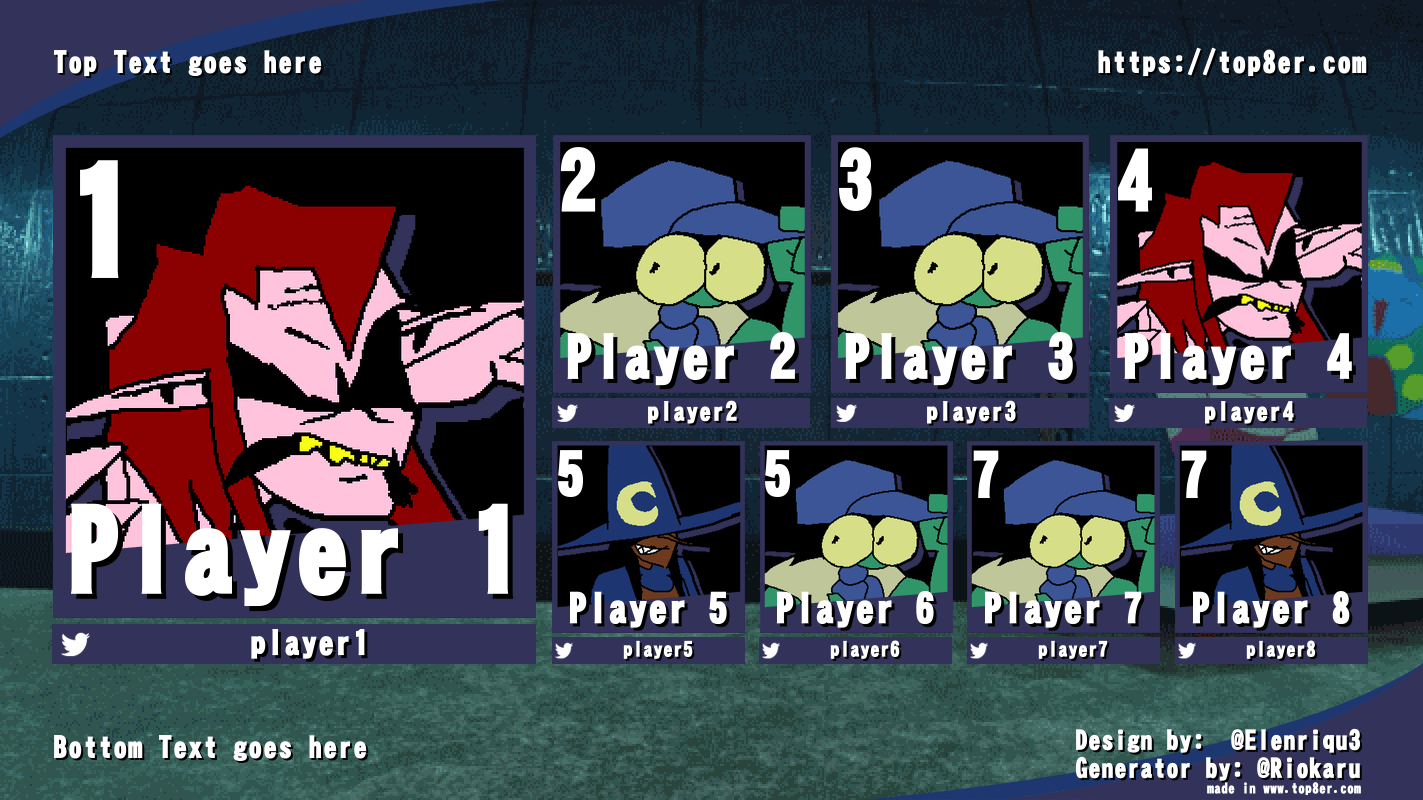 Top Text goes here
https://top8er.com
1
Player 1
player1
2
Player 2
player2
3
Player 3
player3
4
Player 4
player4
5
Player 5
player5
5
Player 6
player6
7
Player 7
player7
7
Player 8
player8
Bottom Text goes here
Design by: @Elenriqu3
Generator by: @Riokaru
made in www.top8er.com